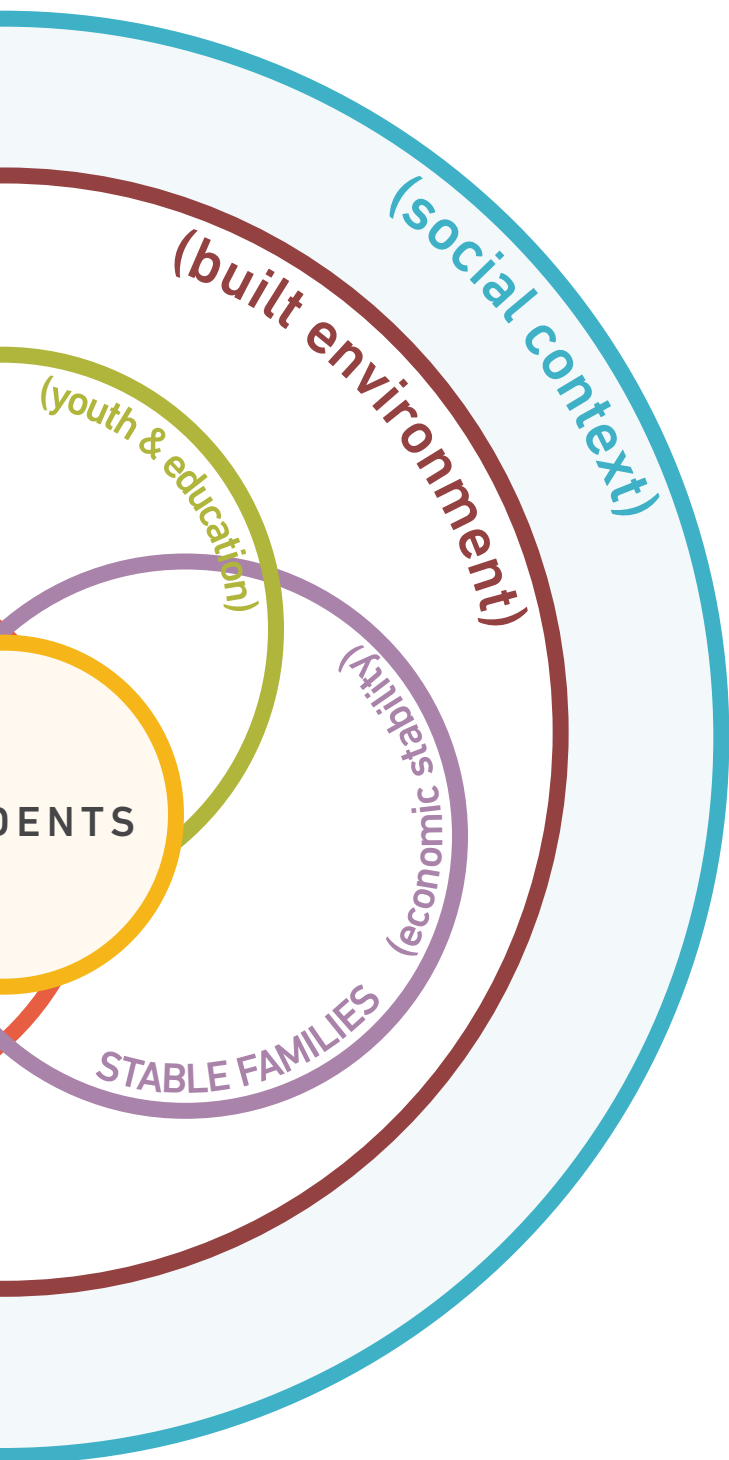 (social context)
(built environment)
(youth & education)
(economic stability)
DENTS
STABLE FAMILIES